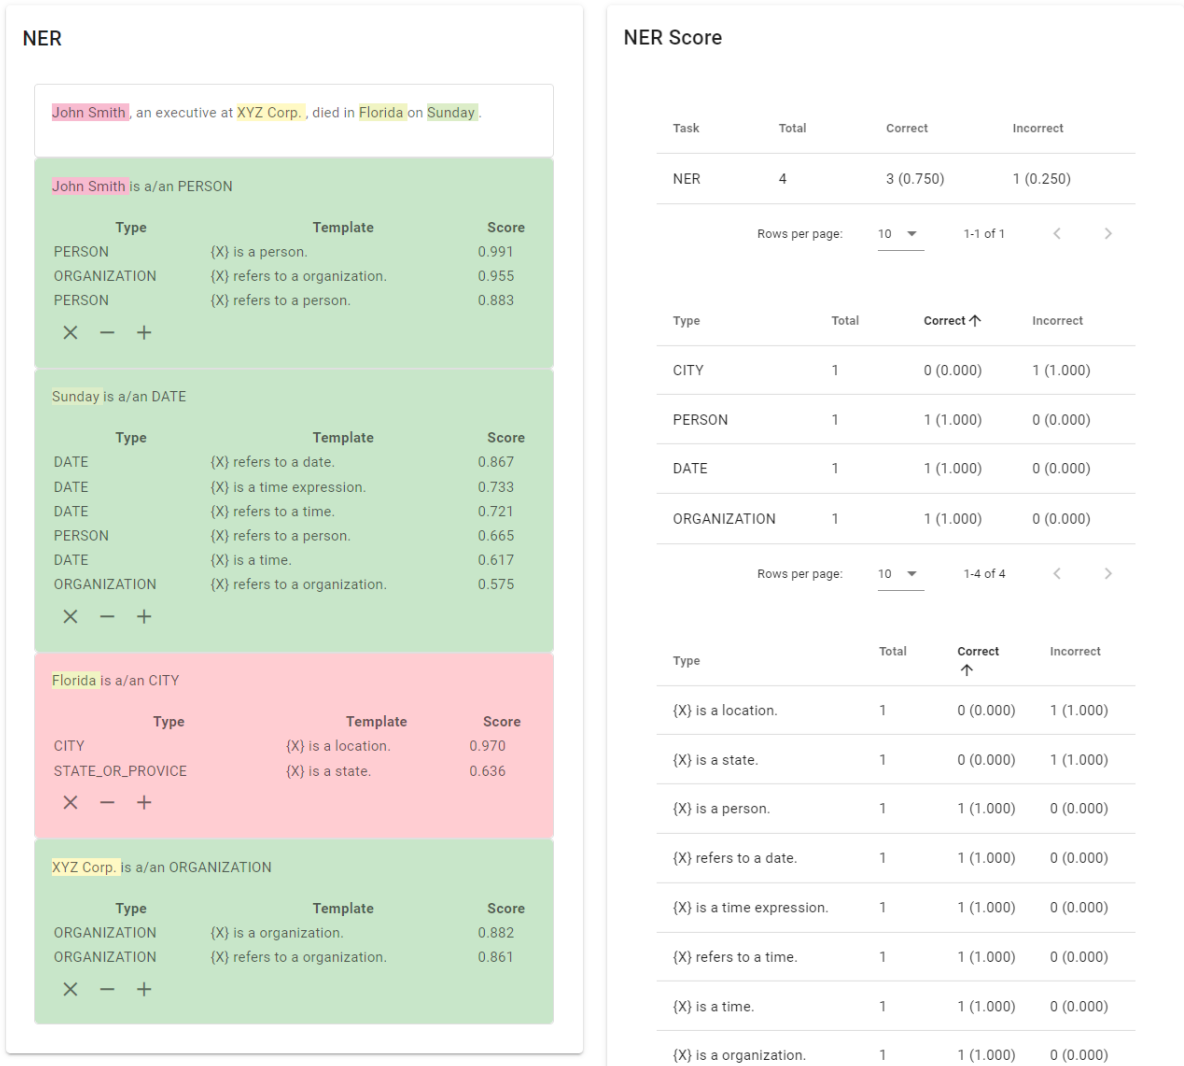 NER
John Smith , an executive at XYZ Corp. , died in Florida on Sunday .
John Smith is a/an PERSON
Type Template Score
PERSON {X} is a person. 0.991
ORGANIZATION {X} refers to a organization. 0.955
PERSON {X} refers to a person. 0.883
Sunday is a/an DATE
Type Template Score
DATE {X} refers to a date. 0.867
DATE {X} is a time expression. 0.733
DATE {X} refers to a time. 0.721
PERSON {X} refers to a person. 0.665
DATE {X} is a time. 0.617
ORGANIZATION {X} refers to a organization. 0.575
Florida is a/an CITY
Type Template Score
CITY {X} is a location. 0.970
STATE_OR_PROVICE {X} is a state. 0.636
XYZ Corp. is a/an ORGANIZATION
Type Template Score
ORGANIZATION {X} is a organization. 0.882
ORGANIZATION {X} refers to a organization. 0.861
NER Score
Task Total Correct Incorrect
NER 4 3 (0.750) 1 (0.250)
Rows per page: 10 1-1 of 1
Type Total Correct Incorrect
CITY 1 0 (0.000) 1 (1.000)
PERSON 1 1 (1.000) 0 (0.000)
DATE 1 1 (1.000) 0 (0.000)
ORGANIZATION 1 1 (1.000) 0 (0.000)
Rows per page: 10 1-4 of 4
Type Total Correct Incorrect
{X} is a location. 1 0 (0.000) 1 (1.000)
{X} is a state. 1 0 (0.000) 1 (1.000)
{X} is a person. 1 1 (1.000) 0 (0.000)
{X} refers to a date. 1 1 (1.000) 0 (0.000)
{X} is a time expression. 1 1 (1.000) 0 (0.000)
{X} refers to a time. 1 1 (1.000) 0 (0.000)
{X} is a time. 1 1 (1.000) 0 (0.000)
{X} is a organization. 1 1 (1.000) 0 (0.000)